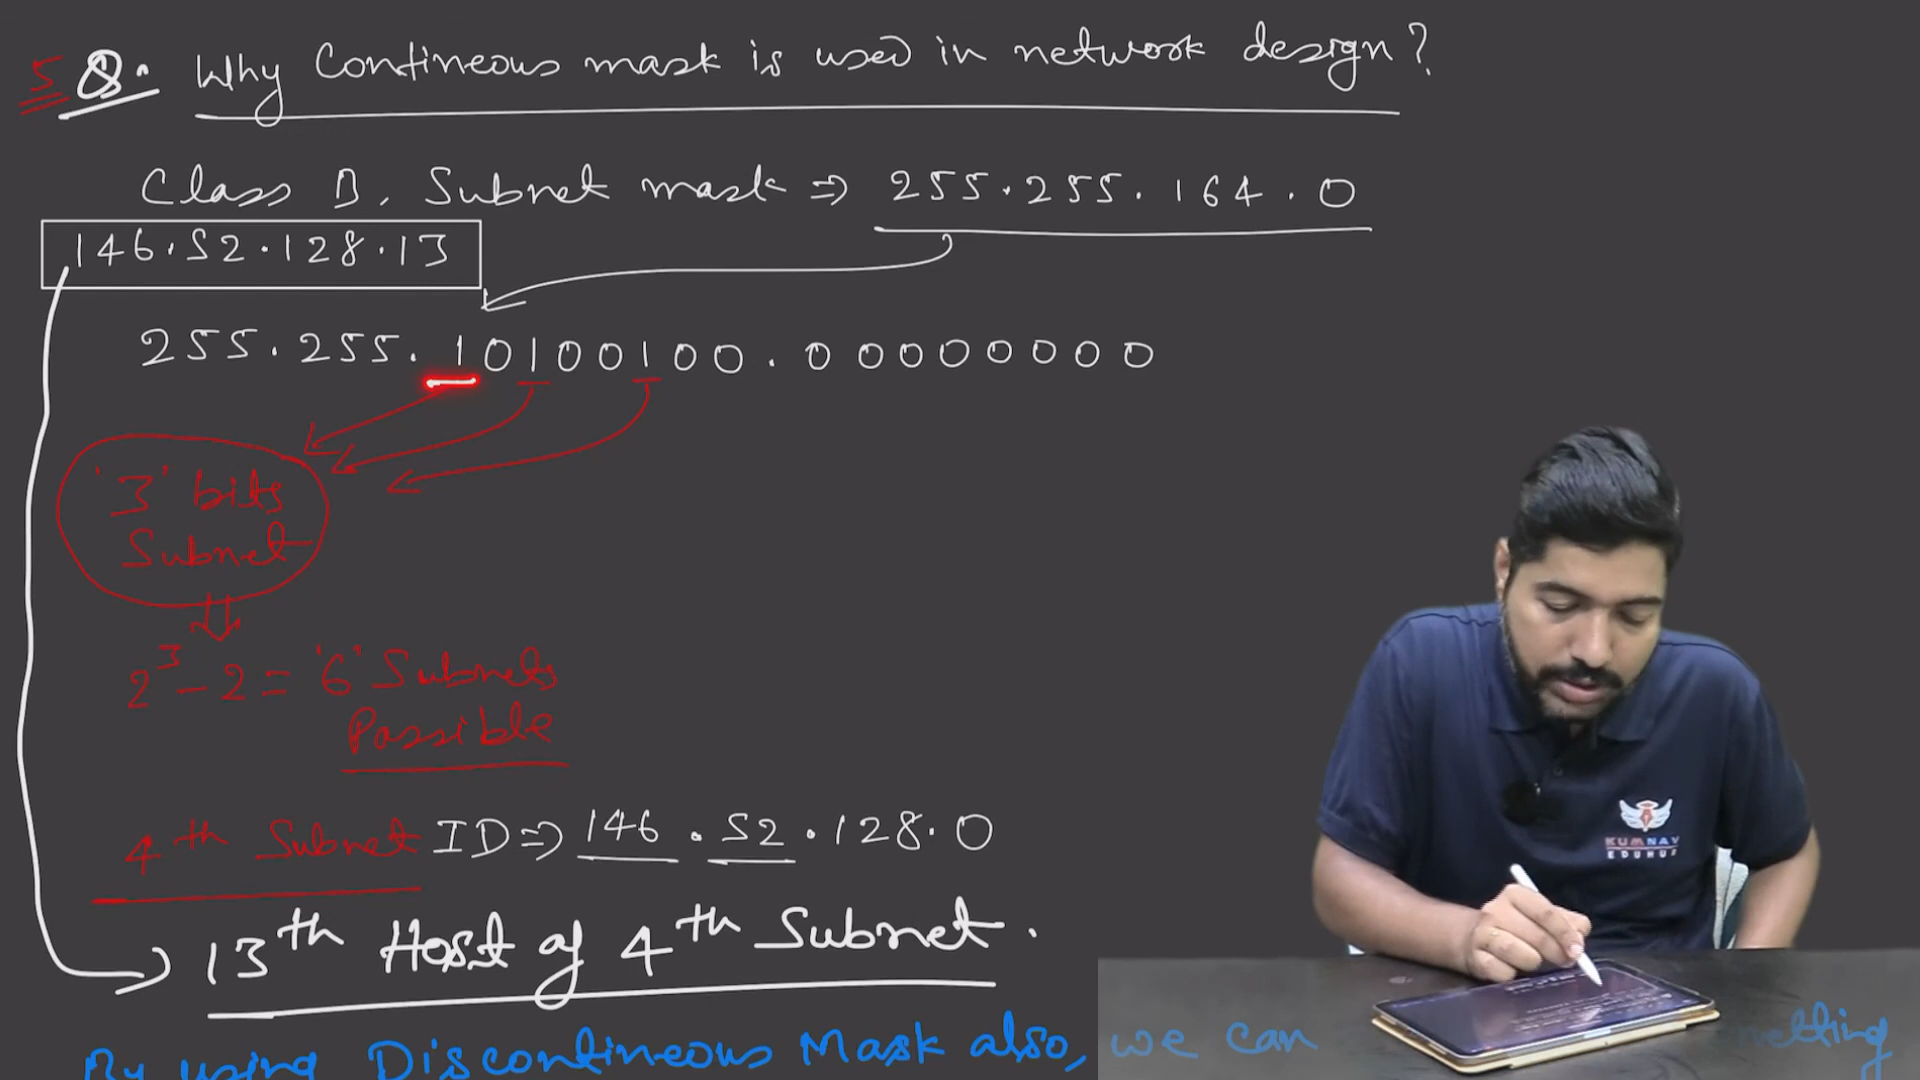 5 Q. Why Contineous mask is used in network design?
Class B, Subnet mask ⇒ 255.255.164.0
146.52.128.13
255.255.10100100.00000000
'3' bits
Subnet
2³-2 = '6' Subnets
Possible
4th Subnet ID ⇒ 146.52.128.0
13th Host of 4th Subnet.
By using Discontineous Mask also, we can
KUMNAV
EDUHUB